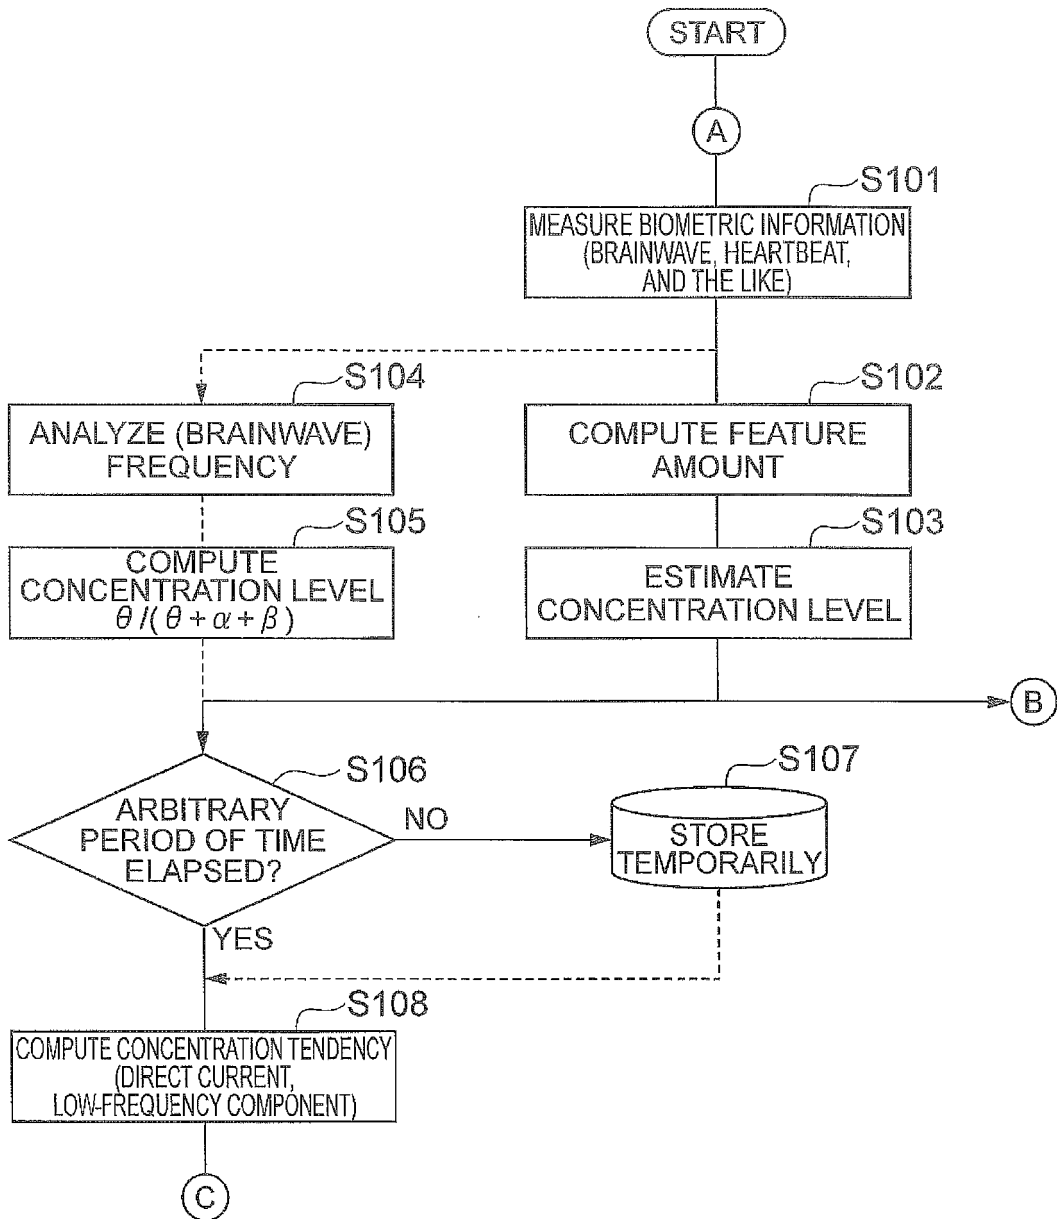 START
A
S101
MEASURE BIOMETRIC INFORMATION
(BRAINWAVE, HEARTBEAT,
AND THE LIKE)
S104
ANALYZE (BRAINWAVE)
FREQUENCY
S102
COMPUTE FEATURE
AMOUNT
S105
COMPUTE
CONCENTRATION LEVEL
θ/(θ+α+β)
S103
ESTIMATE
CONCENTRATION LEVEL
B
S106
ARBITRARY
PERIOD OF TIME
ELAPSED?
NO
S107
STORE
TEMPORARILY
YES
S108
COMPUTE CONCENTRATION TENDENCY
(DIRECT CURRENT,
LOW-FREQUENCY COMPONENT)
C